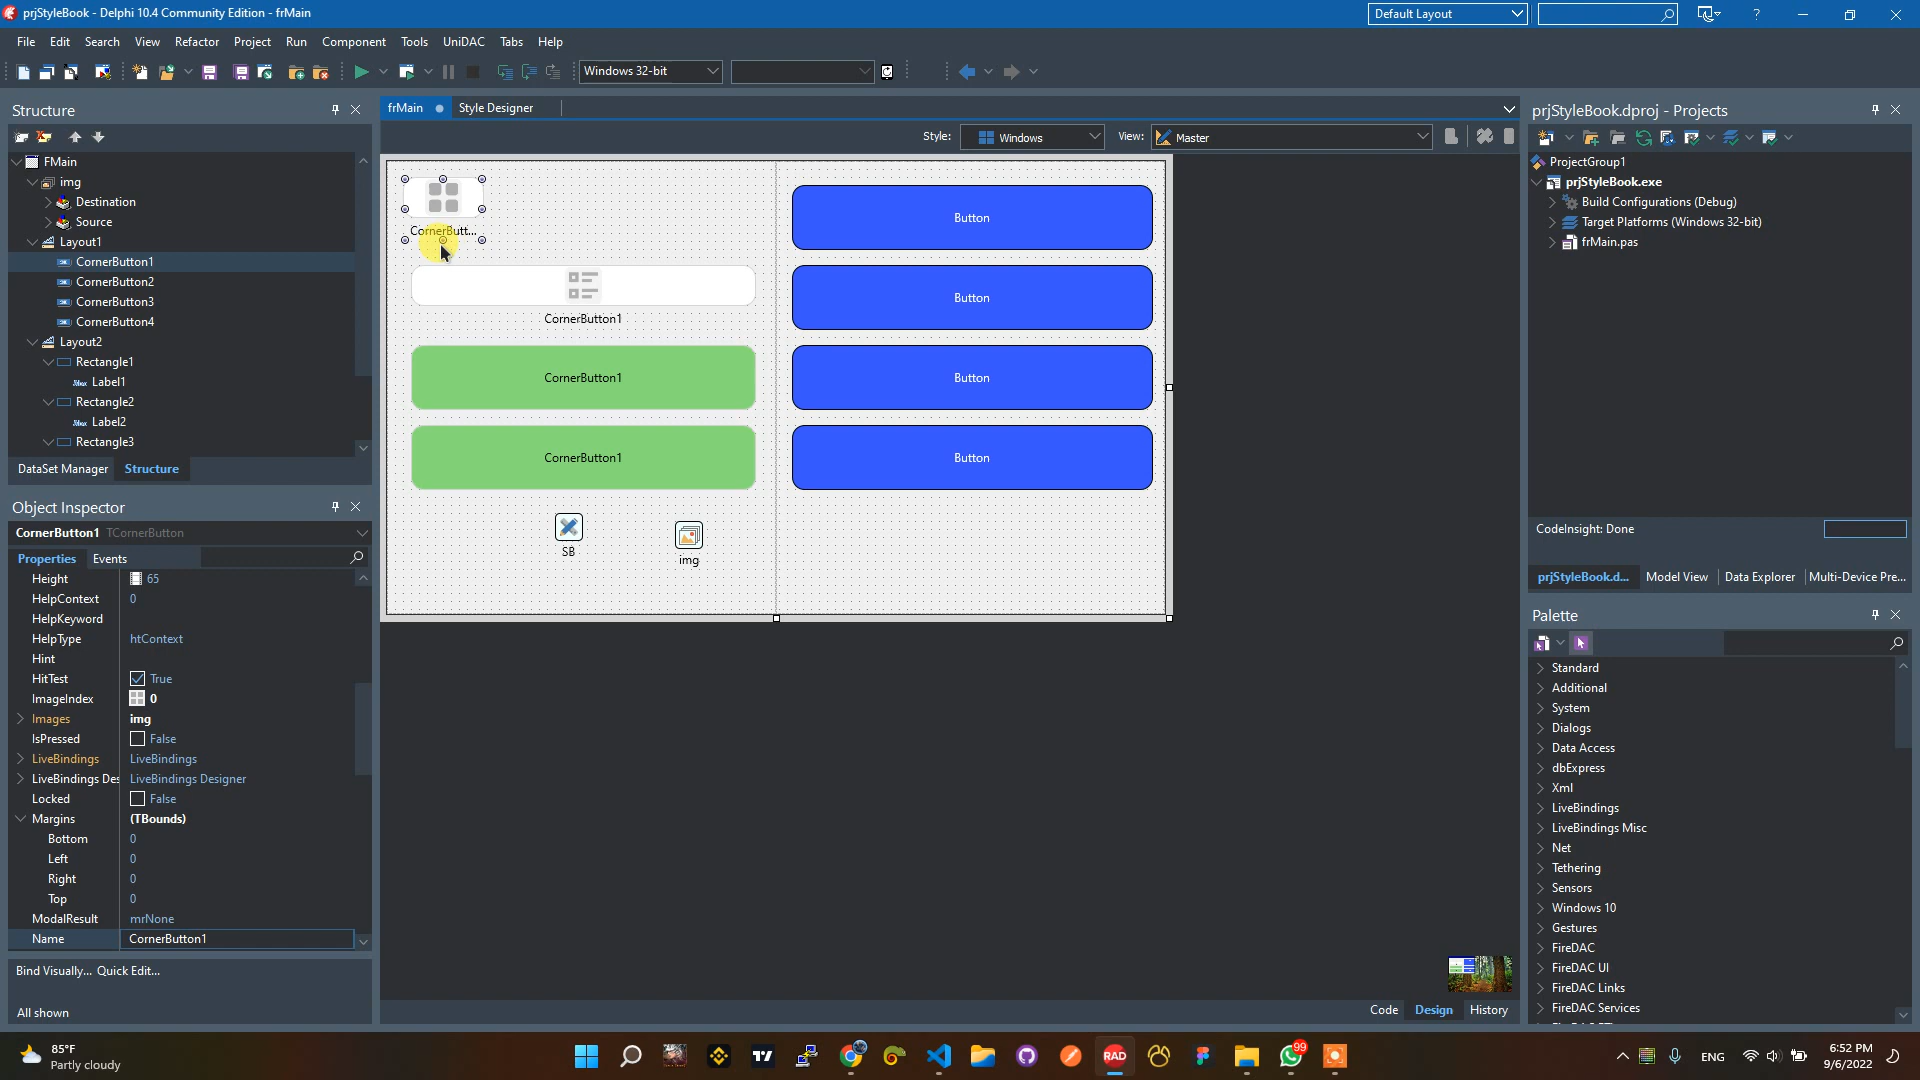 prjStyleBook - Delphi 10.4 Community Edition - frMain
Default Layout
?
File Edit Search View Refactor Project Run Component Tools UniDAC Tabs Help
Windows 32-bit
Structure
FMain
img
Destination
Source
Layout1
CornerButton1
CornerButton2
CornerButton3
CornerButton4
Layout2
Rectangle1
Label1
Rectangle2
Label2
Rectangle3
DataSet Manager Structure
Object Inspector
CornerButton1 TCornerButton
Properties Events
Height 65
HelpContext 0
HelpKeyword
HelpType htContext
Hint
HitTest True
ImageIndex 0
Images img
IsPressed False
LiveBindings LiveBindings
LiveBindings Des LiveBindings Designer
Locked False
Margins (TBounds)
Bottom 0
Left 0
Right 0
Top 0
ModalResult mrNone
Name CornerButton1
Bind Visually... Quick Edit...
All shown
frMain Style Designer
Style: Windows View: Master
CornerButt...
CornerButton1
CornerButton1
CornerButton1
Button
Button
Button
Button
SB
img
Code Design History
prjStyleBook.dproj - Projects
ProjectGroup1
prjStyleBook.exe
Build Configurations (Debug)
Target Platforms (Windows 32-bit)
frMain.pas
CodeInsight: Done
prjStyleBook.d... Model View Data Explorer Multi-Device Pre...
Palette
Standard
Additional
System
Dialogs
Data Access
dbExpress
Xml
LiveBindings
LiveBindings Misc
Net
Tethering
Sensors
Windows 10
Gestures
FireDAC
FireDAC UI
FireDAC Links
FireDAC Services
85°F
Partly cloudy
RAD
99
ENG
6:52 PM
9/6/2022